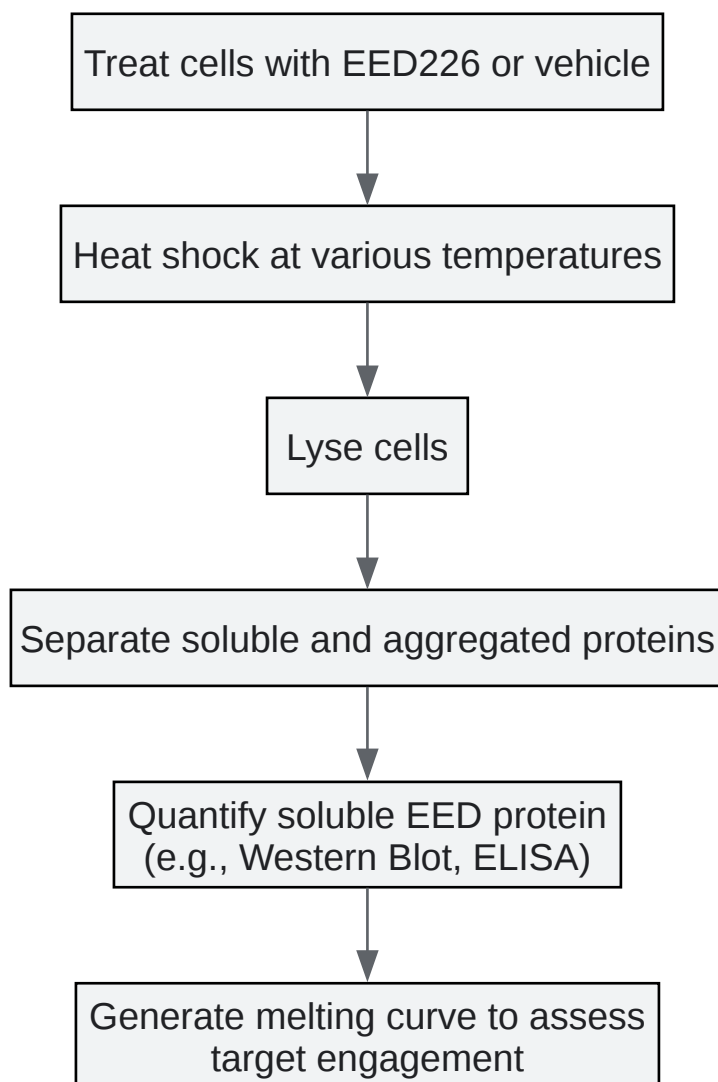 Treat cells with EED226 or vehicle
Heat shock at various temperatures
Lyse cells
Separate soluble and aggregated proteins
Quantify soluble EED protein
(e.g., Western Blot, ELISA)
Generate melting curve to assess
target engagement